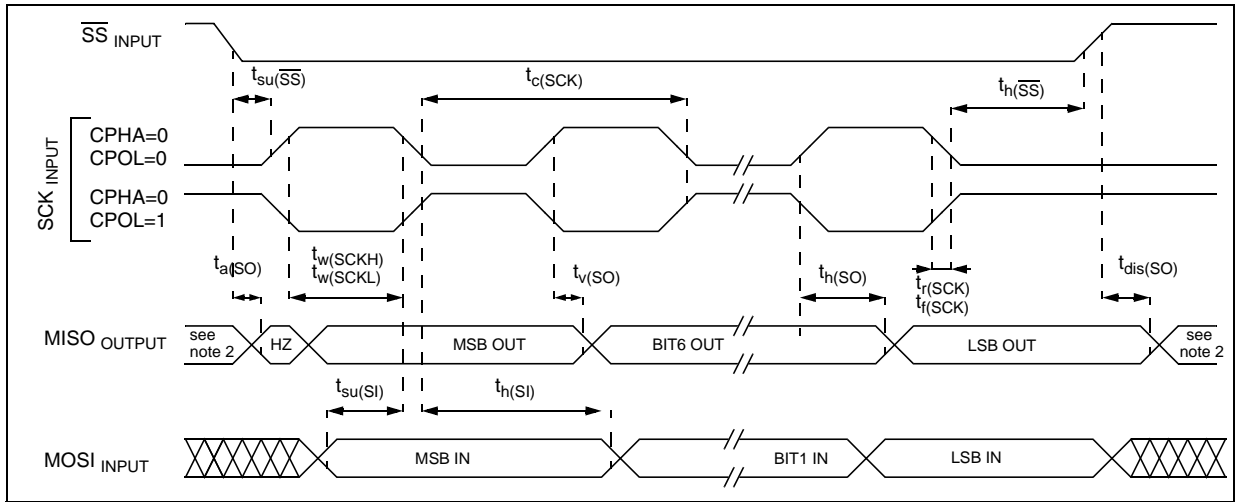 SS INPUT
tsu(SS)
tc(SCK)
th(SS)
SCK INPUT
CPHA=0
CPOL=0
CPHA=0
CPOL=1
ta(SO)
tw(SCKH)
tw(SCKL)
tv(SO)
th(SO)
tr(SCK)
tf(SCK)
tdis(SO)
MISO OUTPUT
see
note 2
HZ
MSB OUT
BIT6 OUT
LSB OUT
see
note 2
tsu(SI)
th(SI)
MOSI INPUT
MSB IN
BIT1 IN
LSB IN